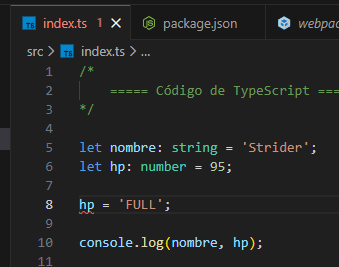 index.ts 1 package.json webpac
src > index.ts > ...
1 /*
2 ===== Código de TypeScript ===
3 */
4
5 let nombre: string = 'Strider';
6 let hp: number = 95;
7
8 hp = 'FULL';
9
10 console.log(nombre, hp);
11